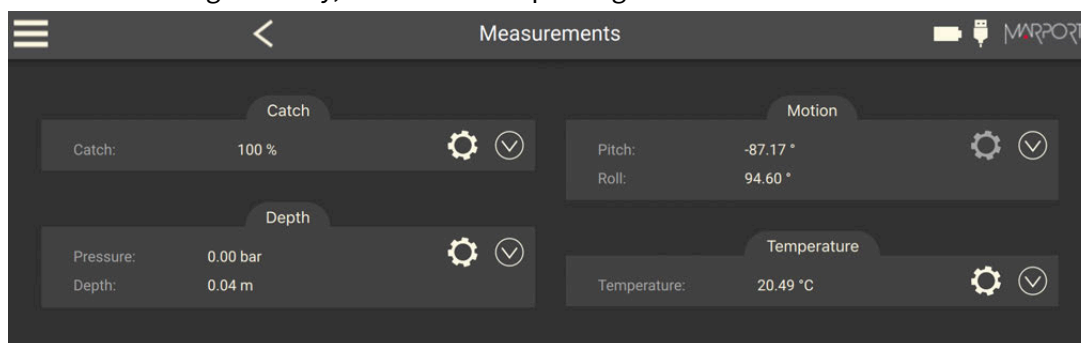 Measurements
MARPORT
Catch
Catch: 100 %
Depth
Pressure: 0.00 bar
Depth: 0.04 m
Motion
Pitch: -87.17 °
Roll: 94.60 °
Temperature
Temperature: 20.49 °C